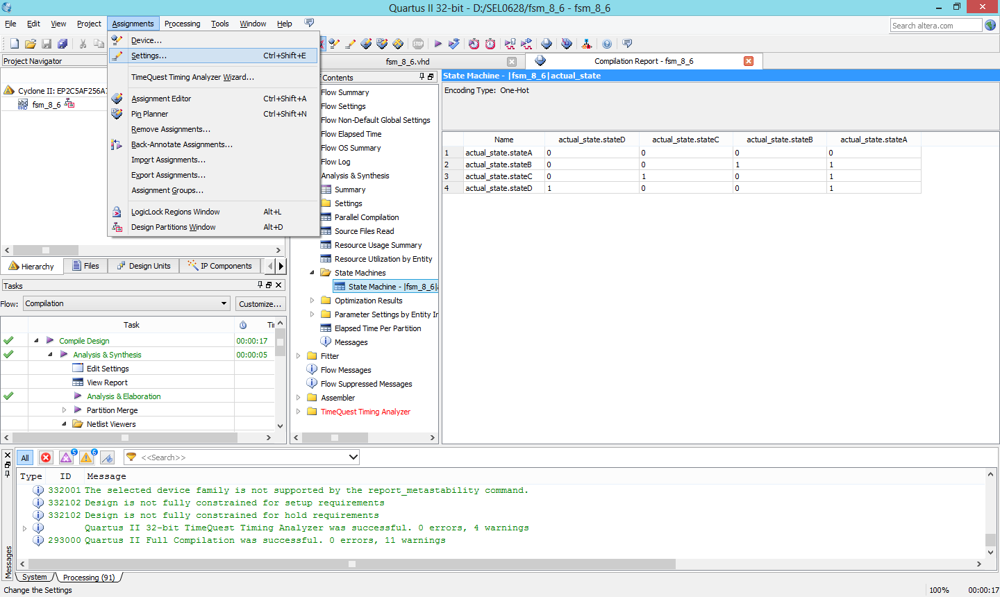 Quartus II 32-bit - D:/SEL0628/fsm_8_6 - fsm_8_6
File Edit View Project Assignments Processing Tools Window Help
Search altera.com
Project Navigator
Cyclone II: EP2C5AF256A
abc
VHD
fsm_8_6
Device...
Settings... Ctrl+Shift+E
TimeQuest Timing Analyzer Wizard...
Assignment Editor Ctrl+Shift+A
Pin Planner Ctrl+Shift+N
Remove Assignments...
Back-Annotate Assignments...
Import Assignments...
Export Assignments...
Assignment Groups...
LogicLock Regions Window Alt+L
Design Partitions Window Alt+D
Hierarchy Files Design Units IP Components
Tasks
Flow: Compilation Customize...
Task
Compile Design 00:00:17
Analysis & Synthesis 00:00:05
Edit Settings
View Report
Analysis & Elaboration
Partition Merge
Netlist Viewers
fsm_8_6.vhd
Compilation Report - fsm_8_6
Contents
Flow Summary
Flow Settings
Flow Non-Default Global Settings
Flow Elapsed Time
Flow OS Summary
Flow Log
Analysis & Synthesis
Summary
Settings
Parallel Compilation
Source Files Read
Resource Usage Summary
Resource Utilization by Entity
State Machines
State Machine - |fsm_8_6|
Optimization Results
Parameter Settings by Entity
Elapsed Time Per Partition
Messages
Fitter
Flow Messages
Flow Suppressed Messages
Assembler
TimeQuest Timing Analyzer
State Machine - |fsm_8_6|actual_state
Encoding Type: One-Hot
Name actual_state.stateD actual_state.stateC actual_state.stateB actual_state.stateA
1 actual_state.stateA 0 0 0 0
2 actual_state.stateB 0 0 1 1
3 actual_state.stateC 0 1 0 1
4 actual_state.stateD 1 0 0 1
All 5 6 <<Search>>
Type ID Message
332001 The selected device family is not supported by the report_metastability command.
332102 Design is not fully constrained for setup requirements
332102 Design is not fully constrained for hold requirements
Quartus II 32-bit TimeQuest Timing Analyzer was successful. 0 errors, 4 warnings
293000 Quartus II Full Compilation was successful. 0 errors, 11 warnings
Messages
System Processing (91)
Change the Settings 100% 00:00:17